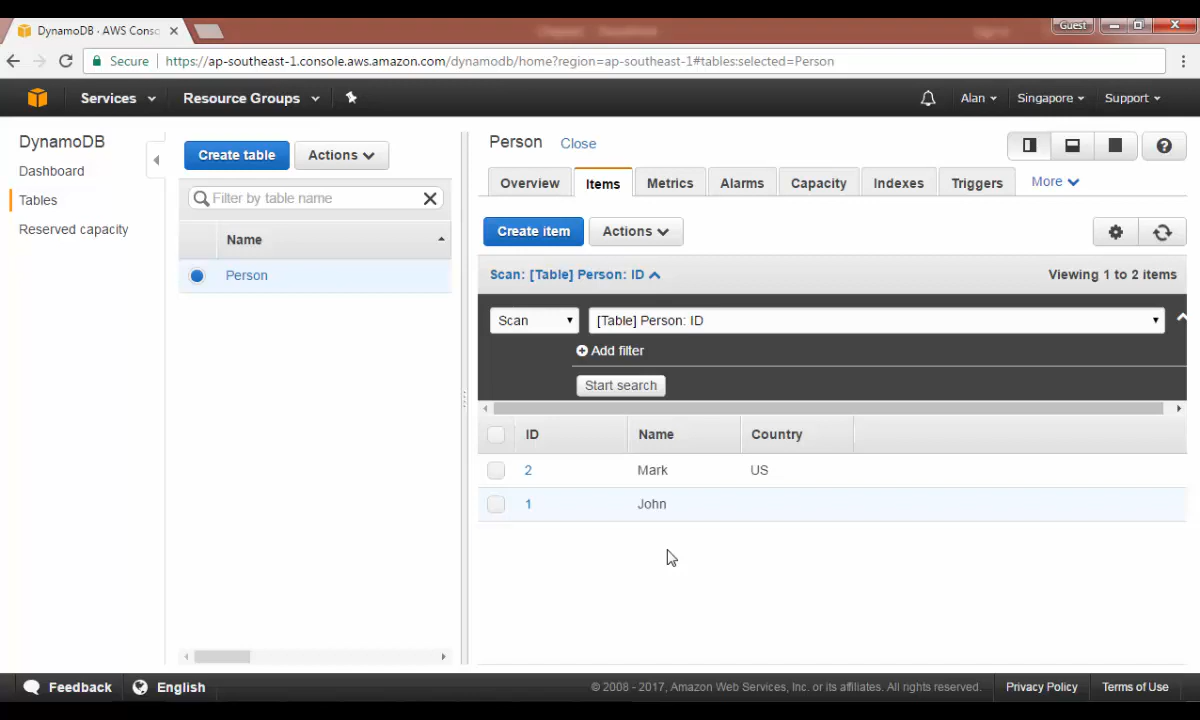 DynamoDB · AWS Conso
Guest
Secure
https://ap-southeast-1.console.aws.amazon.com/dynamodb/home?region=ap-southeast-1#tables:selected=Person
Services
Resource Groups
Alan
Singapore
Support
DynamoDB
Dashboard
Tables
Reserved capacity
Create table
Actions
Filter by table name
Name
Person
Person
Close
Overview
Items
Metrics
Alarms
Capacity
Indexes
Triggers
More
Create item
Actions
Scan: [Table] Person: ID
Viewing 1 to 2 items
Scan
[Table] Person: ID
Add filter
Start search
ID Name Country
2 Mark US
1 John
Feedback
English
© 2008 - 2017, Amazon Web Services, Inc. or its affiliates. All rights reserved.
Privacy Policy
Terms of Use